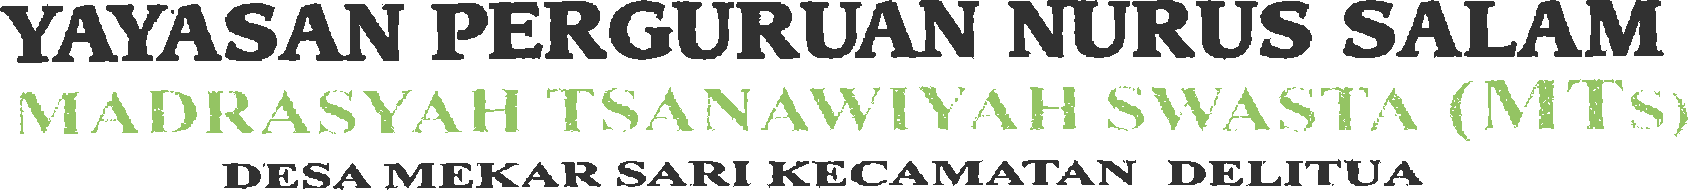 YAYASAN PERGURUAN NURUS SALAM
MADRASYAH TSANAWIYAH SWASTA (MTs)
DESA MEKAR SARI KECAMATAN DELITUA